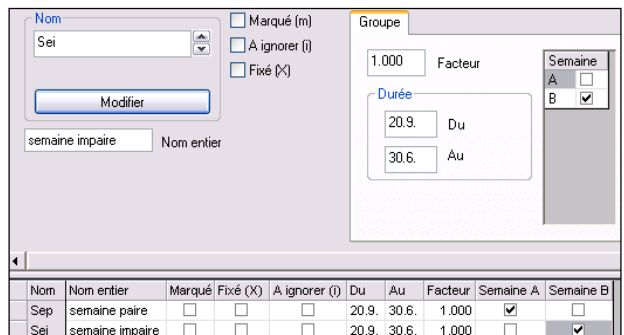 Nom
Sei
Modifier
semaine impaire Nom entier
Marqué (m)
A ignorer (i)
Fixé (X)
Groupe
1.000 Facteur
Durée
20.9. Du
30.6. Au
Semaine
A
B
Nom Nom entier Marqué Fixé (X) A ignorer (i) Du Au Facteur Semaine A Semaine B
Sep semaine paire 20.9. 30.6. 1.000
Sei semaine impaire 20.9. 30.6. 1.000